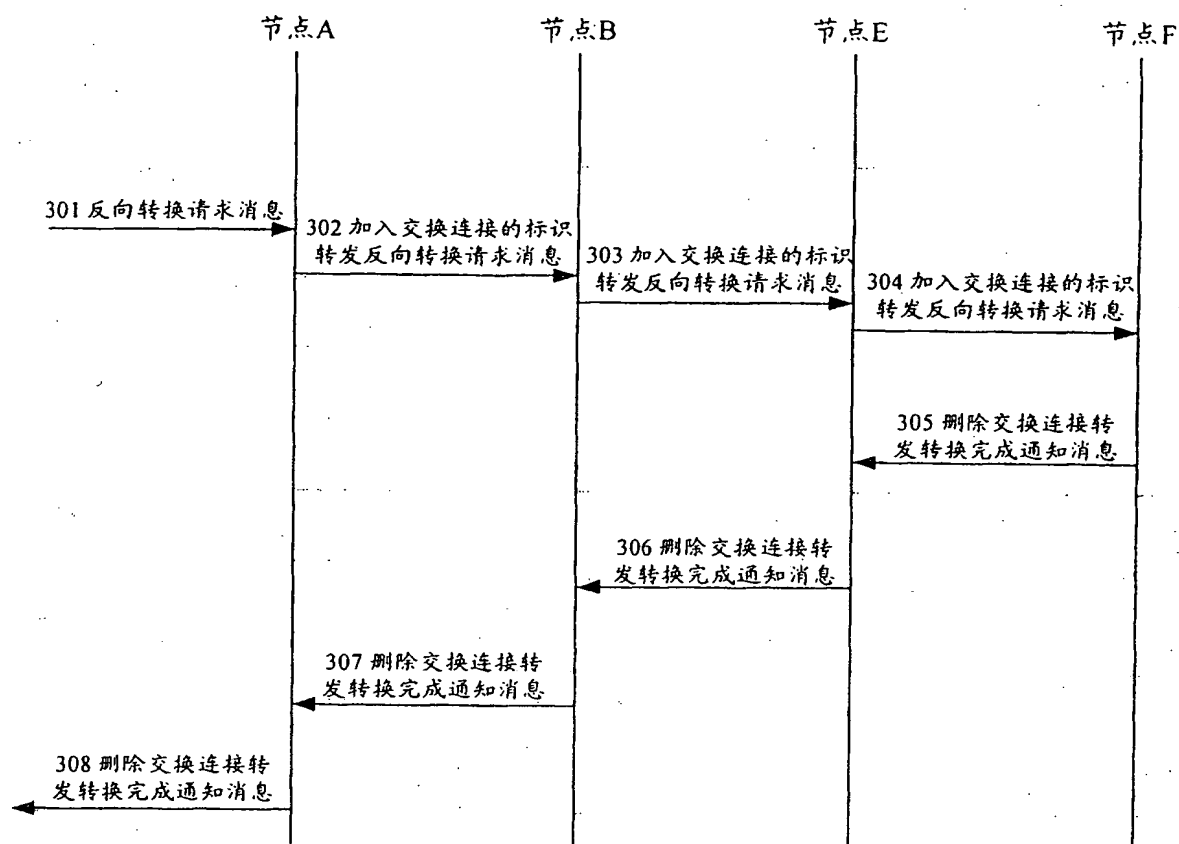 节点A
节点B
节点E
节点F
301 反向转换请求消息
302 加入交换连接的标识
转发反向转换请求消息
303 加入交换连接的标识
转发反向转换请求消息
304 加入交换连接的标识
转发反向转换请求消息
305 删除交换连接转
发转换完成通知消息
306 删除交换连接转
发转换完成通知消息
307 删除交换连接转
发转换完成通知消息
308 删除交换连接转
发转换完成通知消息